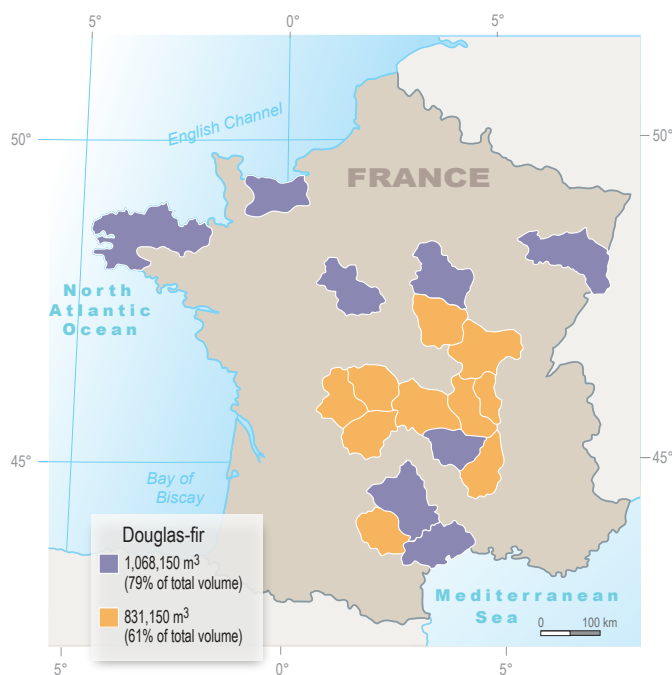 5°
0°
5°
50°
50°
English Channel
FRANCE
North
Atlantic
Ocean
45°
45°
Bay of
Biscay
Douglas-fir
1,068,150 m³
(79% of total volume)
831,150 m³
(61% of total volume)
Mediterranean
Sea
0 100 km
5°
0°
5°